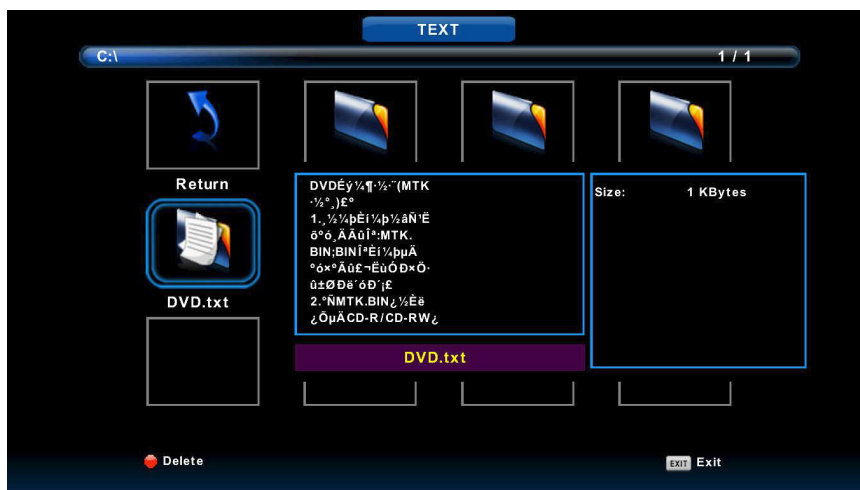 TEXT
C:\
1 / 1
Return
DVDÉý¼¶·½·¨(MTK
·½°¸)£º
1.¸½¼þÈí¼þ½âÑ¹Ë
õºó¸ÄÃûÎª:MTK.
BIN;BINÎªÈí¼þµÄ
ºó×ºÃû£¬ËùÓÐ×Ö·
û±ØÐë´óÐ´¡£
2.°ÑMTK.BIN¿½Èë
¿ÕµÄCD-R/CD-RW¿
Size: 1 KBytes
DVD.txt
DVD.txt
Delete
EXIT Exit